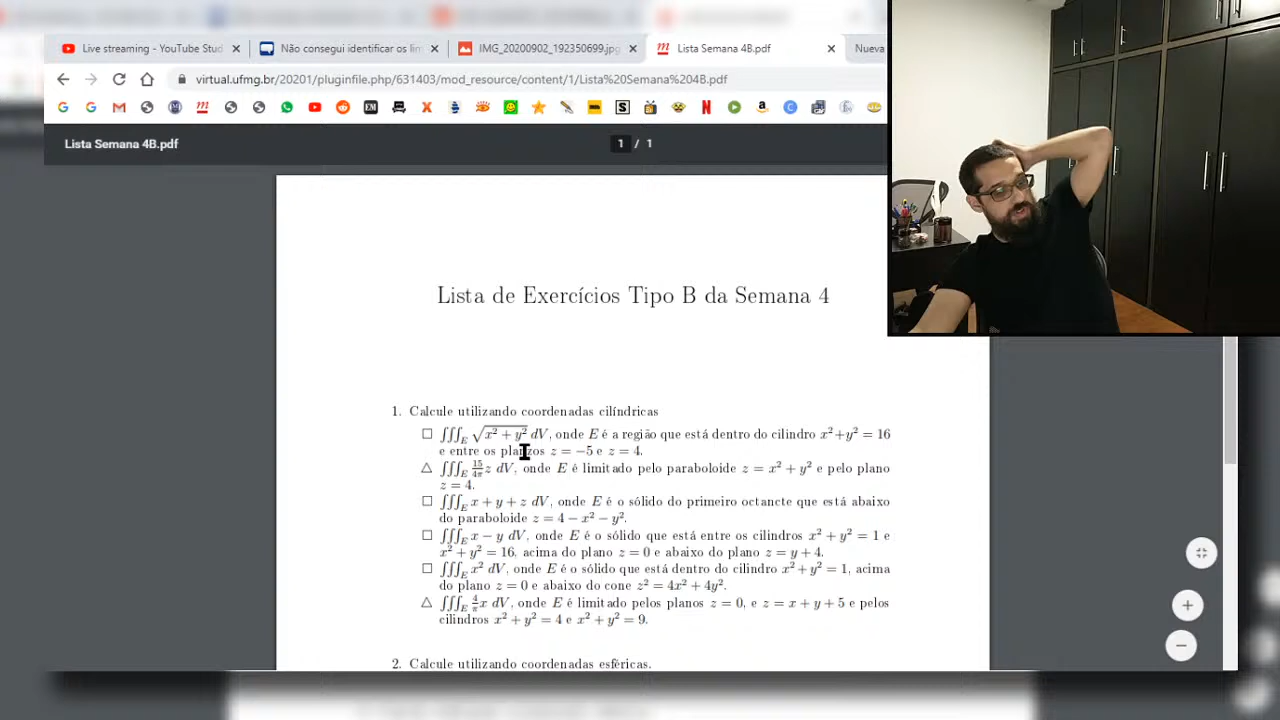 Live streaming - YouTube Stud
Não consegui identificar os lim
IMG_20200902_192350699.jpg
Lista Semana 4B.pdf
Nueva
virtual.ufmg.br/20201/pluginfile.php/631403/mod_resource/content/1/Lista%20Semana%204B.pdf
Lista Semana 4B.pdf
1 / 1
Lista de Exercícios Tipo B da Semana 4
1. Calcule utilizando coordenadas cilíndricas
□ ∭_E √(x² + y²) dV, onde E é a região que está dentro do cilindro x² + y² = 16
e entre os planzos z = −5 e z = 4.
△ ∭_E 15/4π z dV, onde E é limitado pelo paraboloide z = x² + y² e pelo plano
z = 4.
□ ∭_E x + y + z dV, onde E é o sólido do primeiro octancte que está abaixo
do paraboloide z = 4 − x² − y².
□ ∭_E x − y dV, onde E é o sólido que está entre os cilindros x² + y² = 1 e
x² + y² = 16, acima do plano z = 0 e abaixo do plano z = y + 4.
□ ∭_E x² dV, onde E é o sólido que está dentro do cilindro x² + y² = 1, acima
do plano z = 0 e abaixo do cone z² = 4x² + 4y².
△ ∭_E 4/π x dV, onde E é limitado pelos planos z = 0, e z = x + y + 5 e pelos
cilindros x² + y² = 4 e x² + y² = 9.
2. Calcule utilizando coordenadas esféricas.